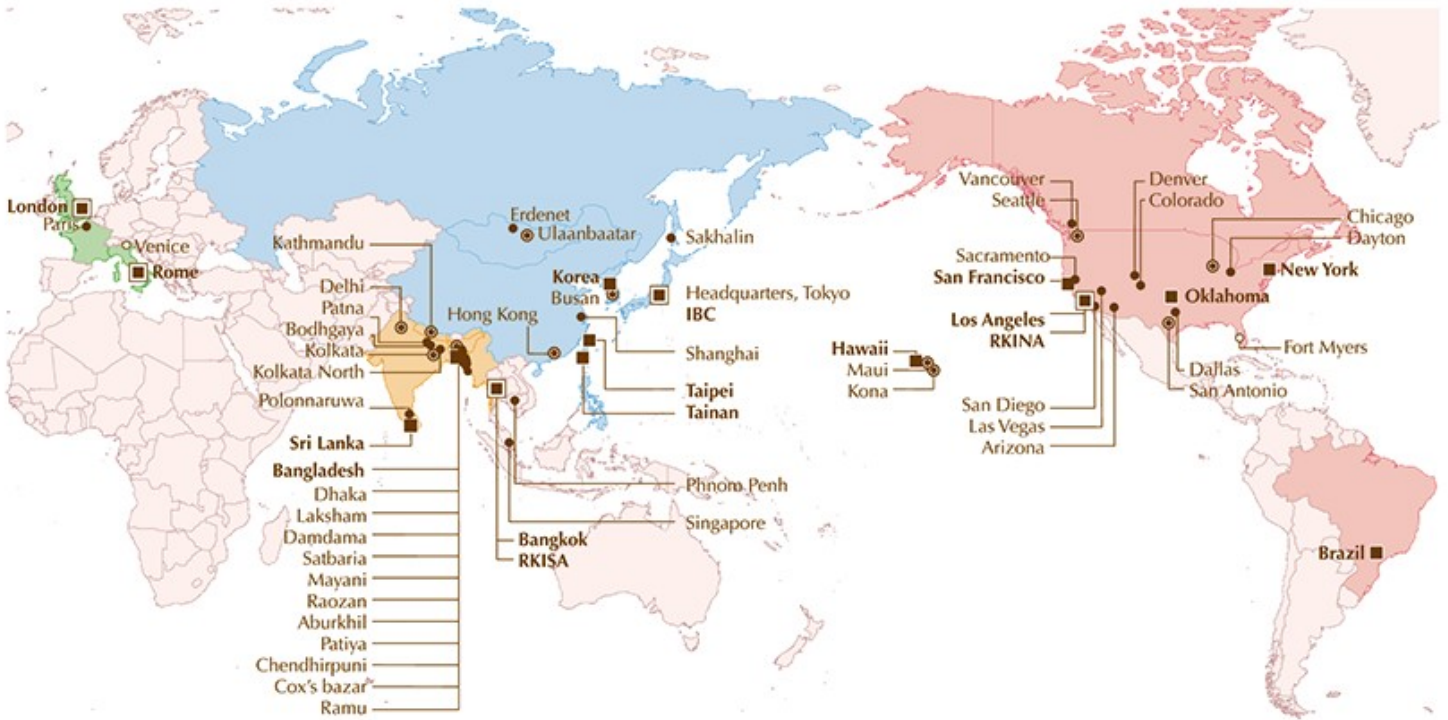 London
Paris
Venice
Rome
Kathmandu
Delhi
Patna
Bodhgaya
Kolkata
Kolkata North
Polonnaruwa
Sri Lanka
Bangladesh
Dhaka
Laksham
Damdama
Satbaria
Mayani
Raozan
Aburkhil
Patiya
Chendhirpuni
Cox's bazar
Ramu
Erdenet
Ulaanbaatar
Sakhalin
Korea
Busan
Headquarters, Tokyo
IBC
Hong Kong
Shanghai
Taipei
Tainan
Phnom Penh
Singapore
Bangkok
RKISA
Hawaii
Maui
Kona
Vancouver
Seattle
Sacramento
San Francisco
Los Angeles
RKINA
San Diego
Las Vegas
Arizona
Denver
Colorado
Chicago
Dayton
New York
Oklahoma
Fort Myers
Dallas
San Antonio
Brazil